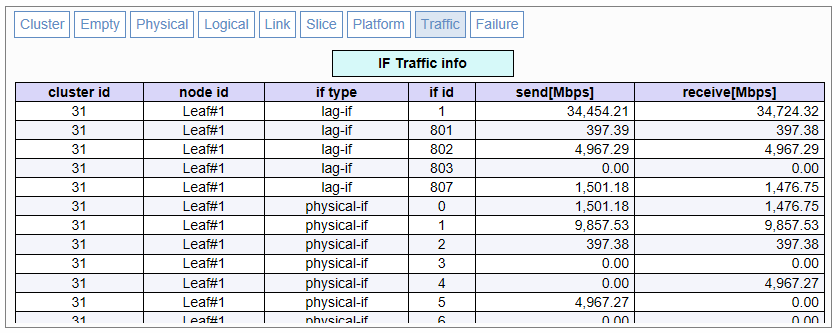 Cluster Empty Physical Logical Link Slice Platform Traffic Failure
IF Traffic info
cluster id node id if type if id send[Mbps] receive[Mbps]
31 Leaf#1 lag-if 1 34,454.21 34,724.32
31 Leaf#1 lag-if 801 397.39 397.38
31 Leaf#1 lag-if 802 4,967.29 4,967.29
31 Leaf#1 lag-if 803 0.00 0.00
31 Leaf#1 lag-if 807 1,501.18 1,476.75
31 Leaf#1 physical-if 0 1,501.18 1,476.75
31 Leaf#1 physical-if 1 9,857.53 9,857.53
31 Leaf#1 physical-if 2 397.38 397.38
31 Leaf#1 physical-if 3 0.00 0.00
31 Leaf#1 physical-if 4 0.00 4,967.27
31 Leaf#1 physical-if 5 4,967.27 0.00
31 Leaf#1 physical-if 6 0.00 0.00